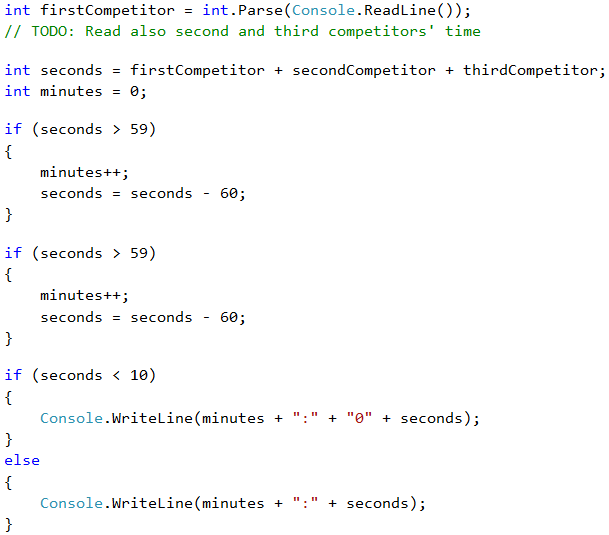 int firstCompetitor = int.Parse(Console.ReadLine());
// TODO: Read also second and third competitors' time
int seconds = firstCompetitor + secondCompetitor + thirdCompetitor;
int minutes = 0;
if (seconds > 59)
{
    minutes++;
    seconds = seconds - 60;
}
if (seconds > 59)
{
    minutes++;
    seconds = seconds - 60;
}
if (seconds < 10)
{
    Console.WriteLine(minutes + ":" + "0" + seconds);
}
else
{
    Console.WriteLine(minutes + ":" + seconds);
}